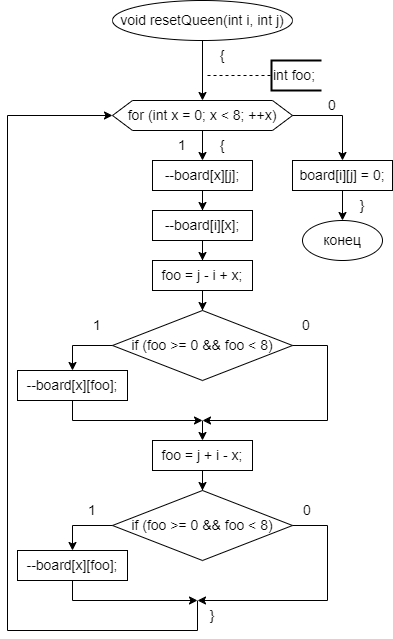 void resetQueen(int i, int j)
{
int foo;
for (int x = 0; x < 8; ++x)
0
1
{
--board[x][j];
board[i][j] = 0;
--board[i][x];
}
конец
foo = j - i + x;
1
0
if (foo >= 0 && foo < 8)
--board[x][foo];
foo = j + i - x;
1
0
if (foo >= 0 && foo < 8)
--board[x][foo];
}